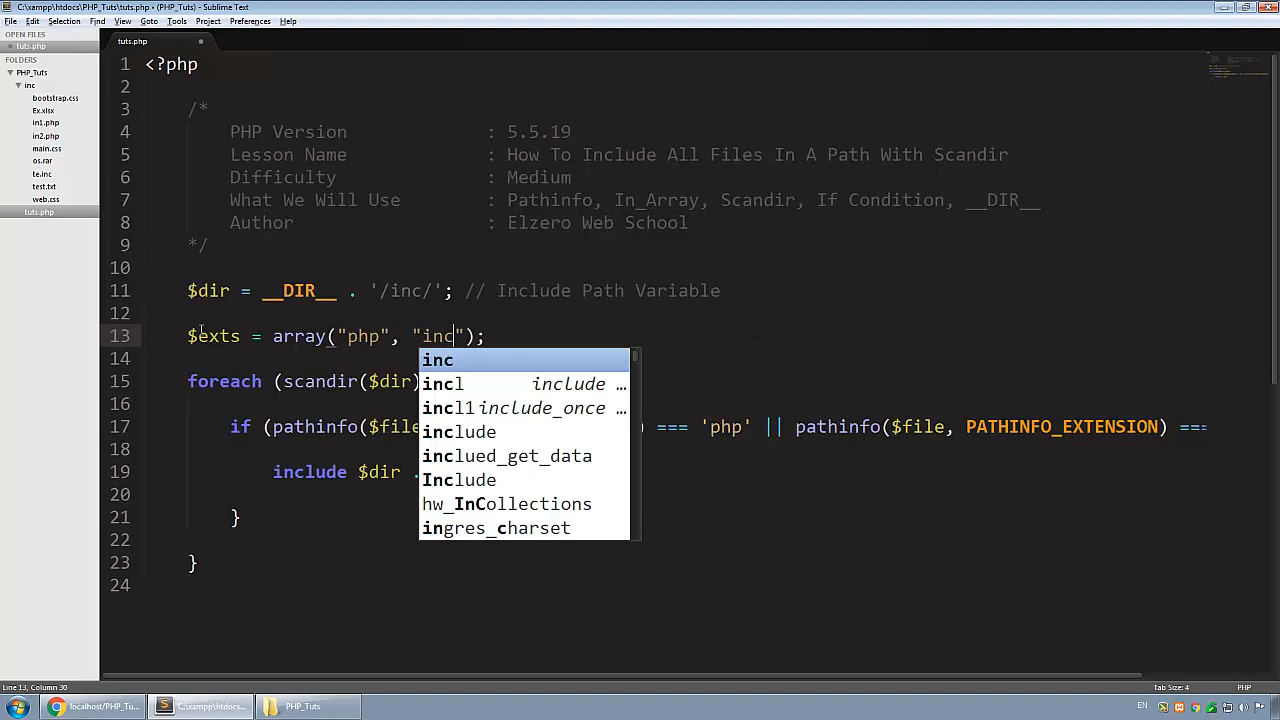 C:\xampp\htdocs\PHP_Tuts\tuts.php • (PHP_Tuts) - Sublime Text
File Edit Selection Find View Goto Tools Project Preferences Help
OPEN FILES
tuts.php
FOLDERS
PHP_Tuts
inc
bootstrap.css
Ex.xlsx
in1.php
in2.php
main.css
os.rar
te.inc
test.txt
web.css
tuts.php
tuts.php
1 <?php
2
3 /*
4 PHP Version : 5.5.19
5 Lesson Name : How To Include All Files In A Path With Scandir
6 Difficulty : Medium
7 What We Will Use : Pathinfo, In_Array, Scandir, If Condition, __DIR__
8 Author : Elzero Web School
9 */
10
11 $dir = __DIR__ . '/inc/'; // Include Path Variable
12
13 $exts = array("php", "inc");
14
15 foreach (scandir($dir)
16
17 if (pathinfo($file ) === 'php' || pathinfo($file, PATHINFO_EXTENSION) ===
18
19 include $dir .
20
21 }
22
23 }
24
inc
incl include …
incl1 include_once …
include
inclued_get_data
Include
hw_InCollections
ingres_charset
Line 13, Column 30 Tab Size: 4 PHP
localhost/PHP_Tu... C:\xampp\htdocs... PHP_Tuts EN